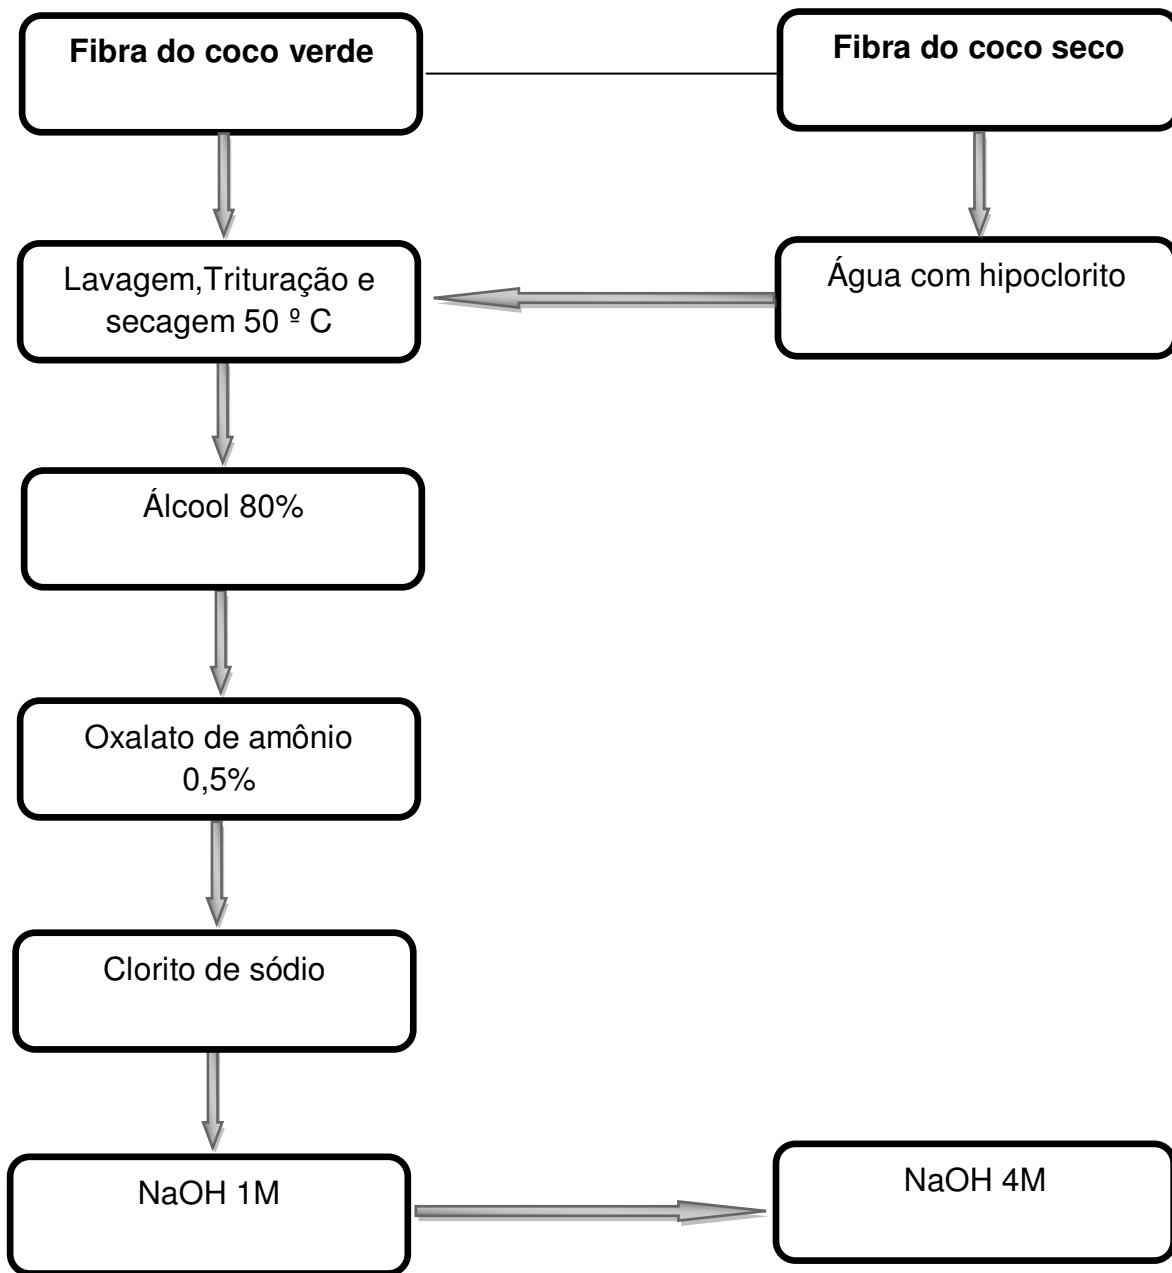 Fibra do coco verde
Fibra do coco seco
Lavagem,Trituração e
secagem 50 º C
Água com hipoclorito
Álcool 80%
Oxalato de amônio
0,5%
Clorito de sódio
NaOH 1M
NaOH 4M